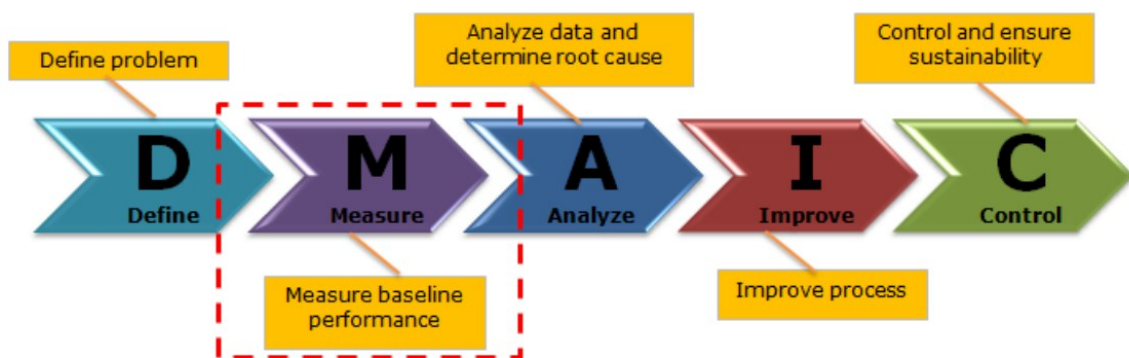 Define problem
Analyze data and
determine root cause
Control and ensure
sustainability
D
Define
M
Measure
A
Analyze
I
Improve
C
Control
Measure baseline
performance
Improve process